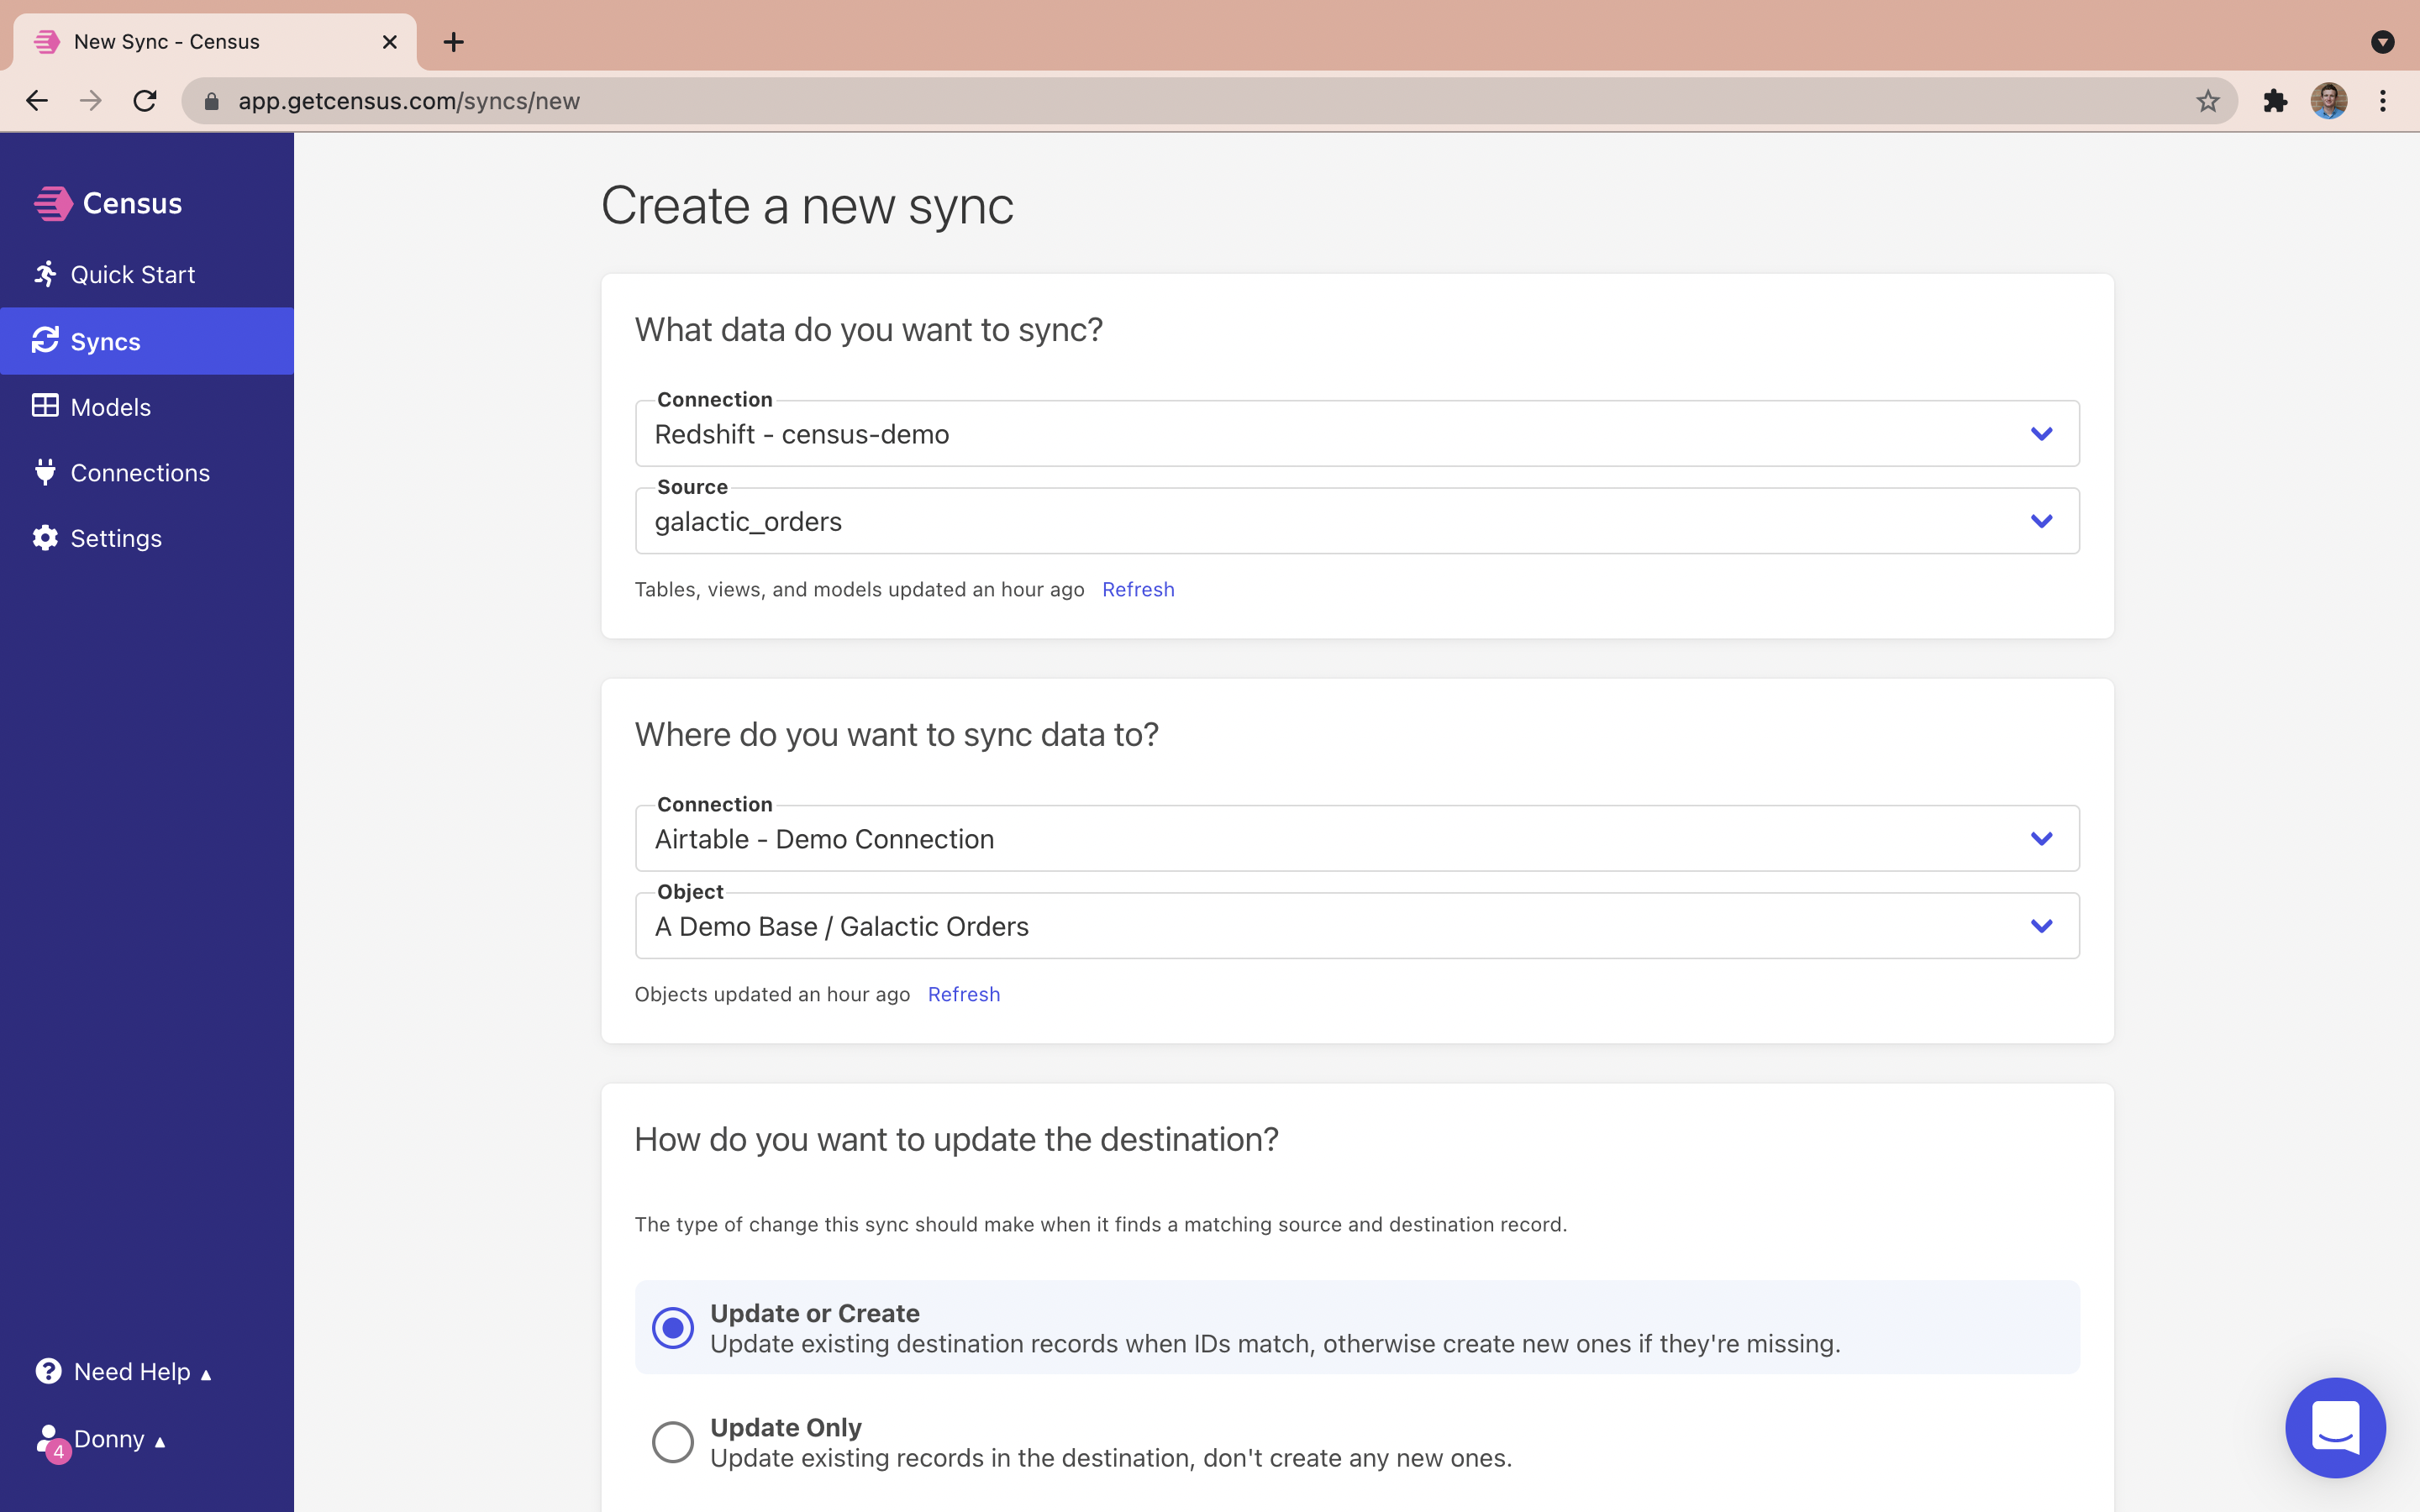 New Sync - Census
app.getcensus.com/syncs/new
Census
Quick Start
Syncs
Models
Connections
Settings
Need Help
4
Donny
Create a new sync
What data do you want to sync?
Connection
Redshift - census-demo
Source
galactic_orders
Tables, views, and models updated an hour ago Refresh
Where do you want to sync data to?
Connection
Airtable - Demo Connection
Object
A Demo Base / Galactic Orders
Objects updated an hour ago Refresh
How do you want to update the destination?
The type of change this sync should make when it finds a matching source and destination record.
Update or Create
Update existing destination records when IDs match, otherwise create new ones if they're missing.
Update Only
Update existing records in the destination, don't create any new ones.